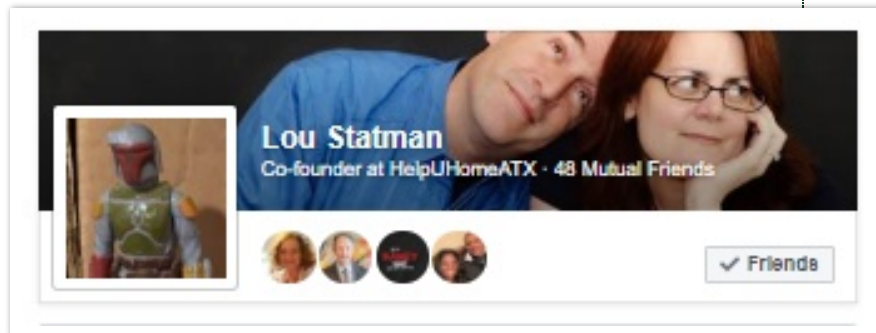 Lou Statman
Co-founder at HelpUHomeATX · 48 Mutual Friends
Friends